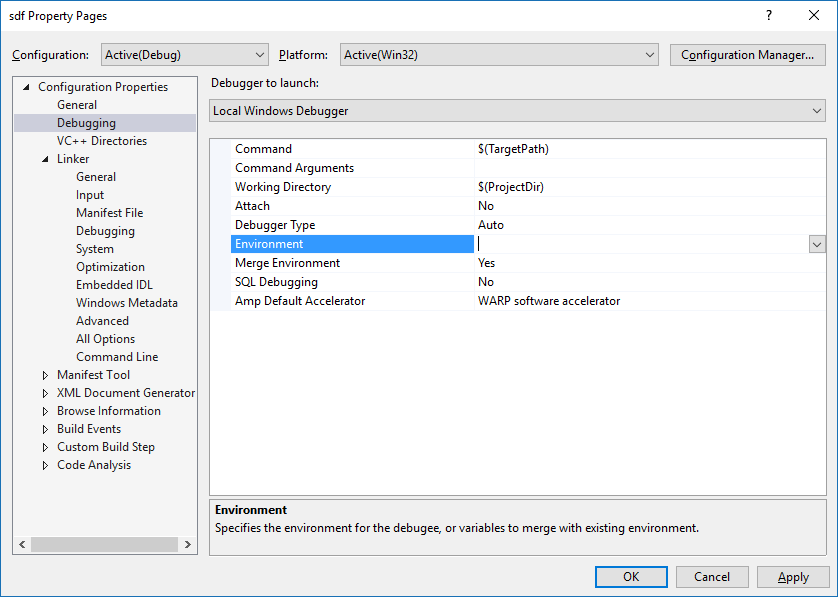 sdf Property Pages
Configuration: Active(Debug) Platform: Active(Win32) Configuration Manager...
Configuration Properties
General
Debugging
VC++ Directories
Linker
General
Input
Manifest File
Debugging
System
Optimization
Embedded IDL
Windows Metadata
Advanced
All Options
Command Line
Manifest Tool
XML Document Generator
Browse Information
Build Events
Custom Build Step
Code Analysis
Debugger to launch:
Local Windows Debugger
Command $(TargetPath)
Command Arguments
Working Directory $(ProjectDir)
Attach No
Debugger Type Auto
Environment
Merge Environment Yes
SQL Debugging No
Amp Default Accelerator WARP software accelerator
Environment
Specifies the environment for the debugee, or variables to merge with existing environment.
OK Cancel Apply